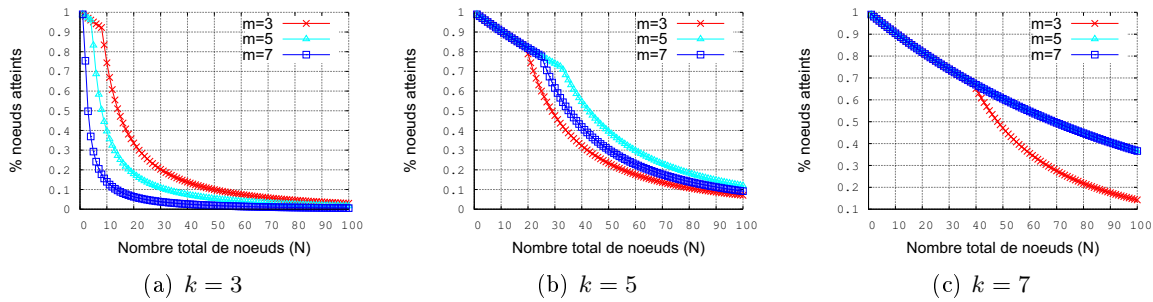 1
0.9
0.8
0.7
0.6
0.5
0.4
0.3
0.2
0.1
0
% noeuds atteints
m=3
m=5
m=7
0 10 20 30 40 50 60 70 80 90 100
Nombre total de noeuds (N)
(a) k = 3
1
0.9
0.8
0.7
0.6
0.5
0.4
0.3
0.2
0.1
0
% noeuds atteints
m=3
m=5
m=7
0 10 20 30 40 50 60 70 80 90 100
Nombre total de noeuds (N)
(b) k = 5
1
0.9
0.8
0.7
0.6
0.5
0.4
0.3
0.2
0.1
% noeuds atteints
m=3
m=5
m=7
0 10 20 30 40 50 60 70 80 90 100
Nombre total de noeuds (N)
(c) k = 7